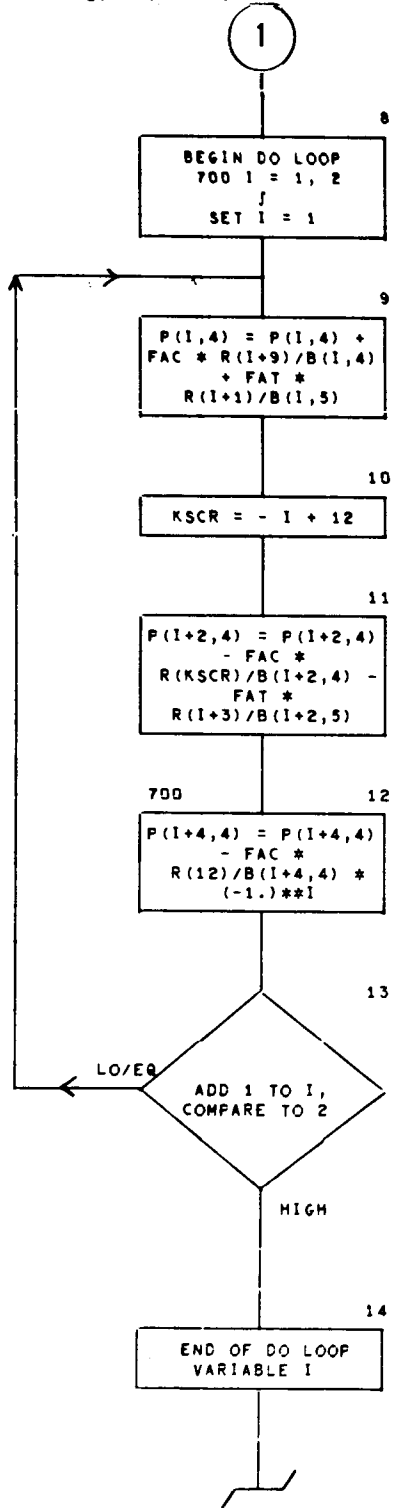 1
8
BEGIN DO LOOP
700 I = 1, 2
SET I = 1
9
P(I,4) = P(I,4) +
FAC * R(I+9)/B(I,4)
+ FAT *
R(I+1)/B(I,5)
10
KSCR = - I + 12
11
P(I+2,4) = P(I+2,4)
- FAC *
R(KSCR)/B(I+2,4) -
FAT *
R(I+3)/B(I+2,5)
700
12
P(I+4,4) = P(I+4,4)
- FAC *
R(12)/B(I+4,4) *
(-1.)**I
13
LO/EQ
ADD 1 TO I,
COMPARE TO 2
HIGH
14
END OF DO LOOP
VARIABLE I